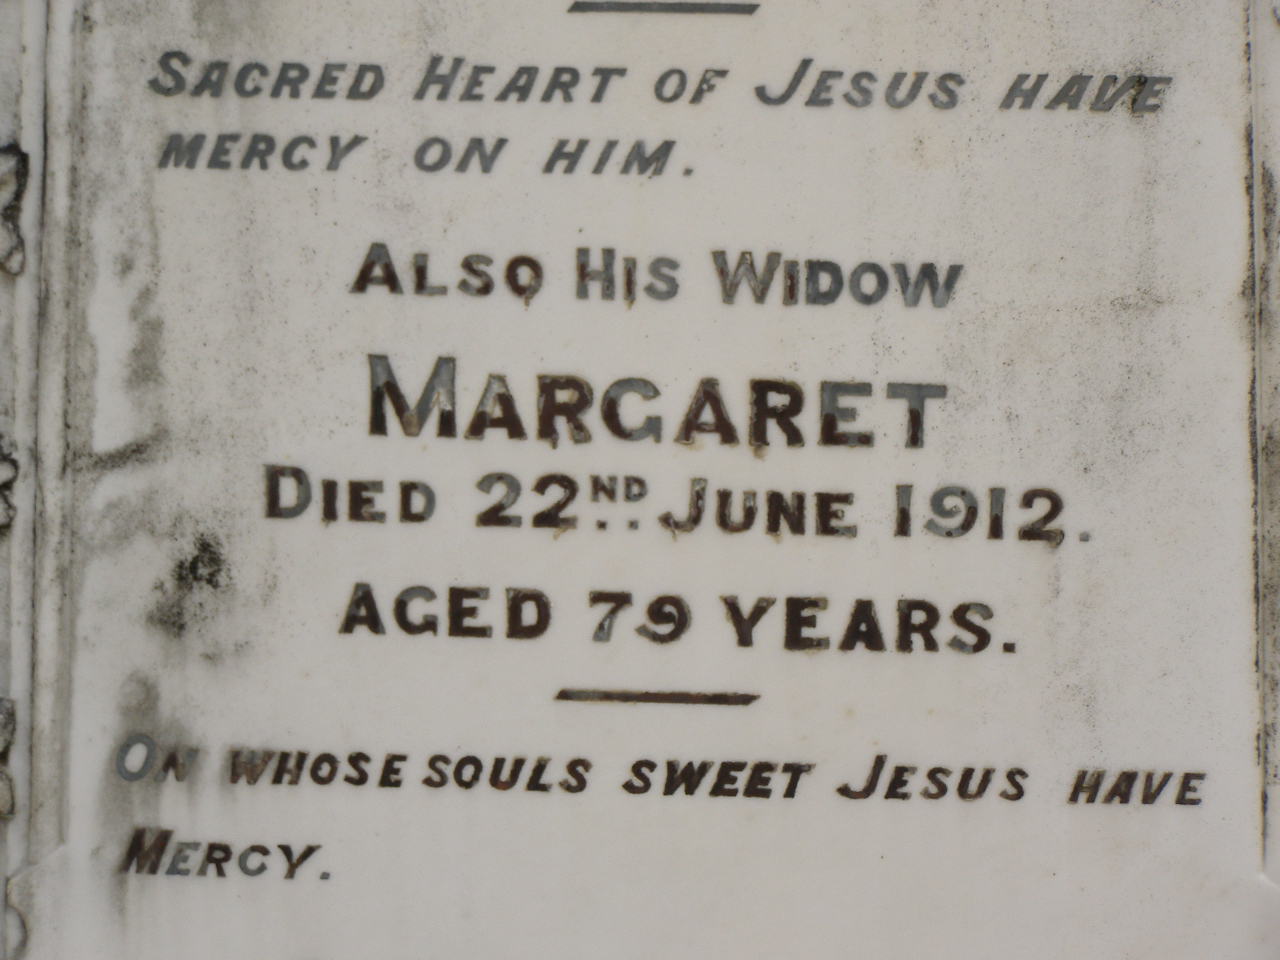 SACRED HEART OF JESUS HAVE
MERCY ON HIM.
ALSO HIS WIDOW
MARGARET
DIED 22ND JUNE 1912.
AGED 79 YEARS.
ON WHOSE SOULS SWEET JESUS HAVE
MERCY.